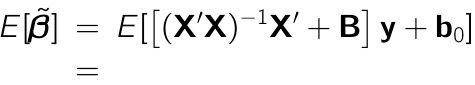 E[β̃] = E[[(X′X)⁻¹X′ + B] y + b₀]
=